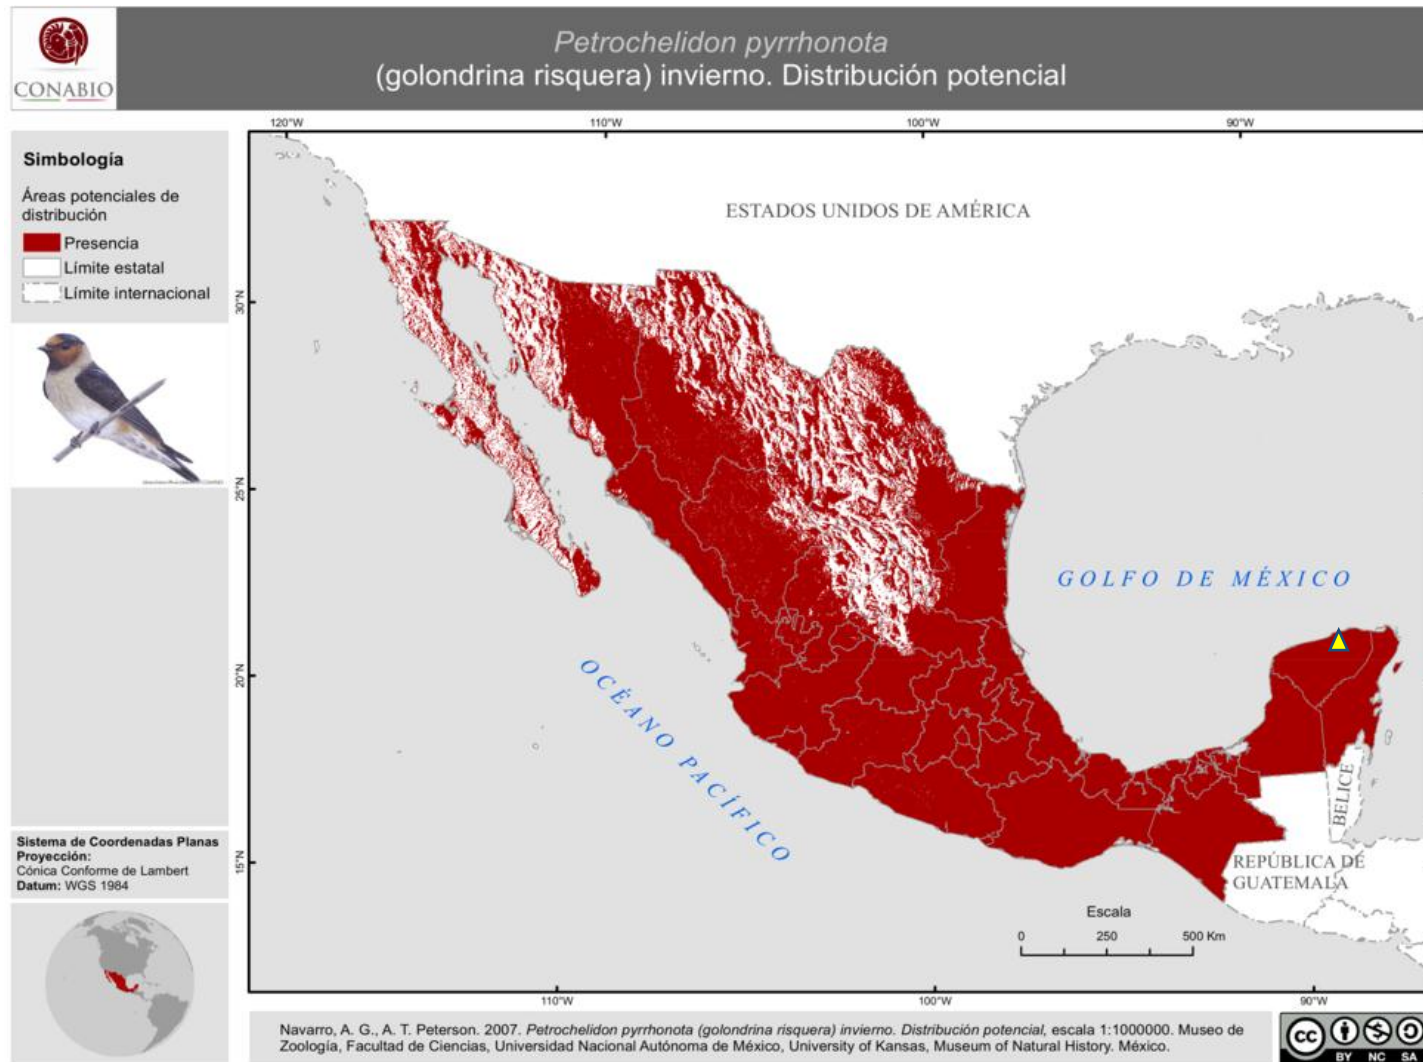 CONABIO
Petrochelidon pyrrhonota
(golondrina risquera) invierno. Distribución potencial
Simbología
Áreas potenciales de
distribución
Presencia
Límite estatal
Límite internacional
Sistema de Coordenadas Planas
Proyección:
Cónica Conforme de Lambert
Datum: WGS 1984
120°W 110°W 100°W 90°W
ESTADOS UNIDOS DE AMÉRICA
30°N
25°N
GOLFO DE MÉXICO
20°N
OCÉANO PACÍFICO
BELICE
15°N
REPÚBLICA DE
GUATEMALA
Escala
0 250 500 Km
110°W 100°W 90°W
Navarro, A. G., A. T. Peterson. 2007. Petrochelidon pyrrhonota (golondrina risquera) invierno. Distribución potencial, escala 1:1000000. Museo de
Zoología, Facultad de Ciencias, Universidad Nacional Autónoma de México, University of Kansas, Museum of Natural History. México.
cc
BY NC SA